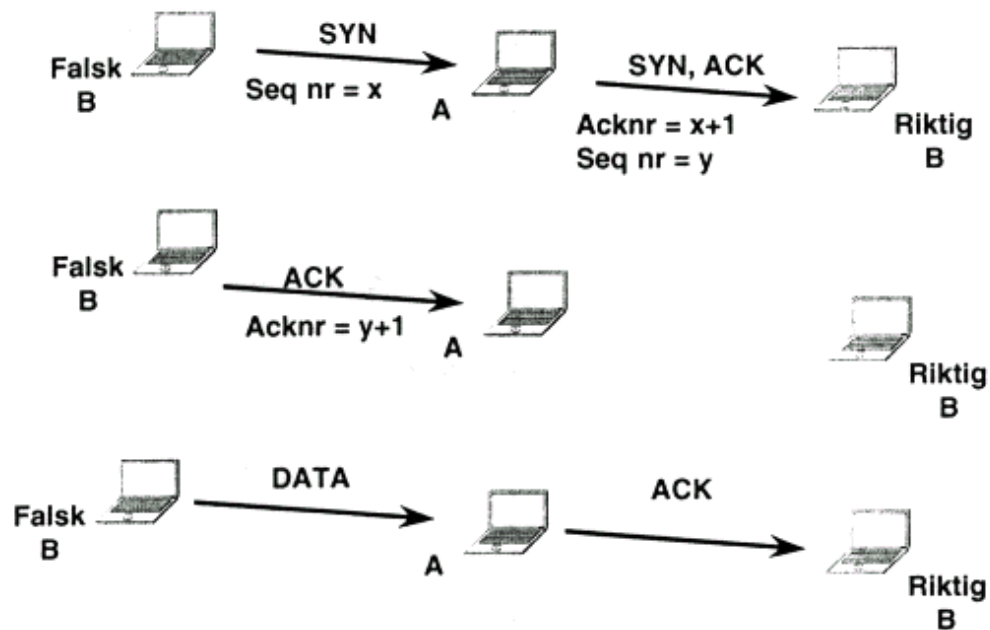 SYN
Falsk
B
Seq nr = x
A
SYN, ACK
Acknr = x+1
Seq nr = y
Riktig
B
Falsk
B
ACK
Acknr = y+1
A
Riktig
B
DATA
Falsk
B
A
ACK
Riktig
B